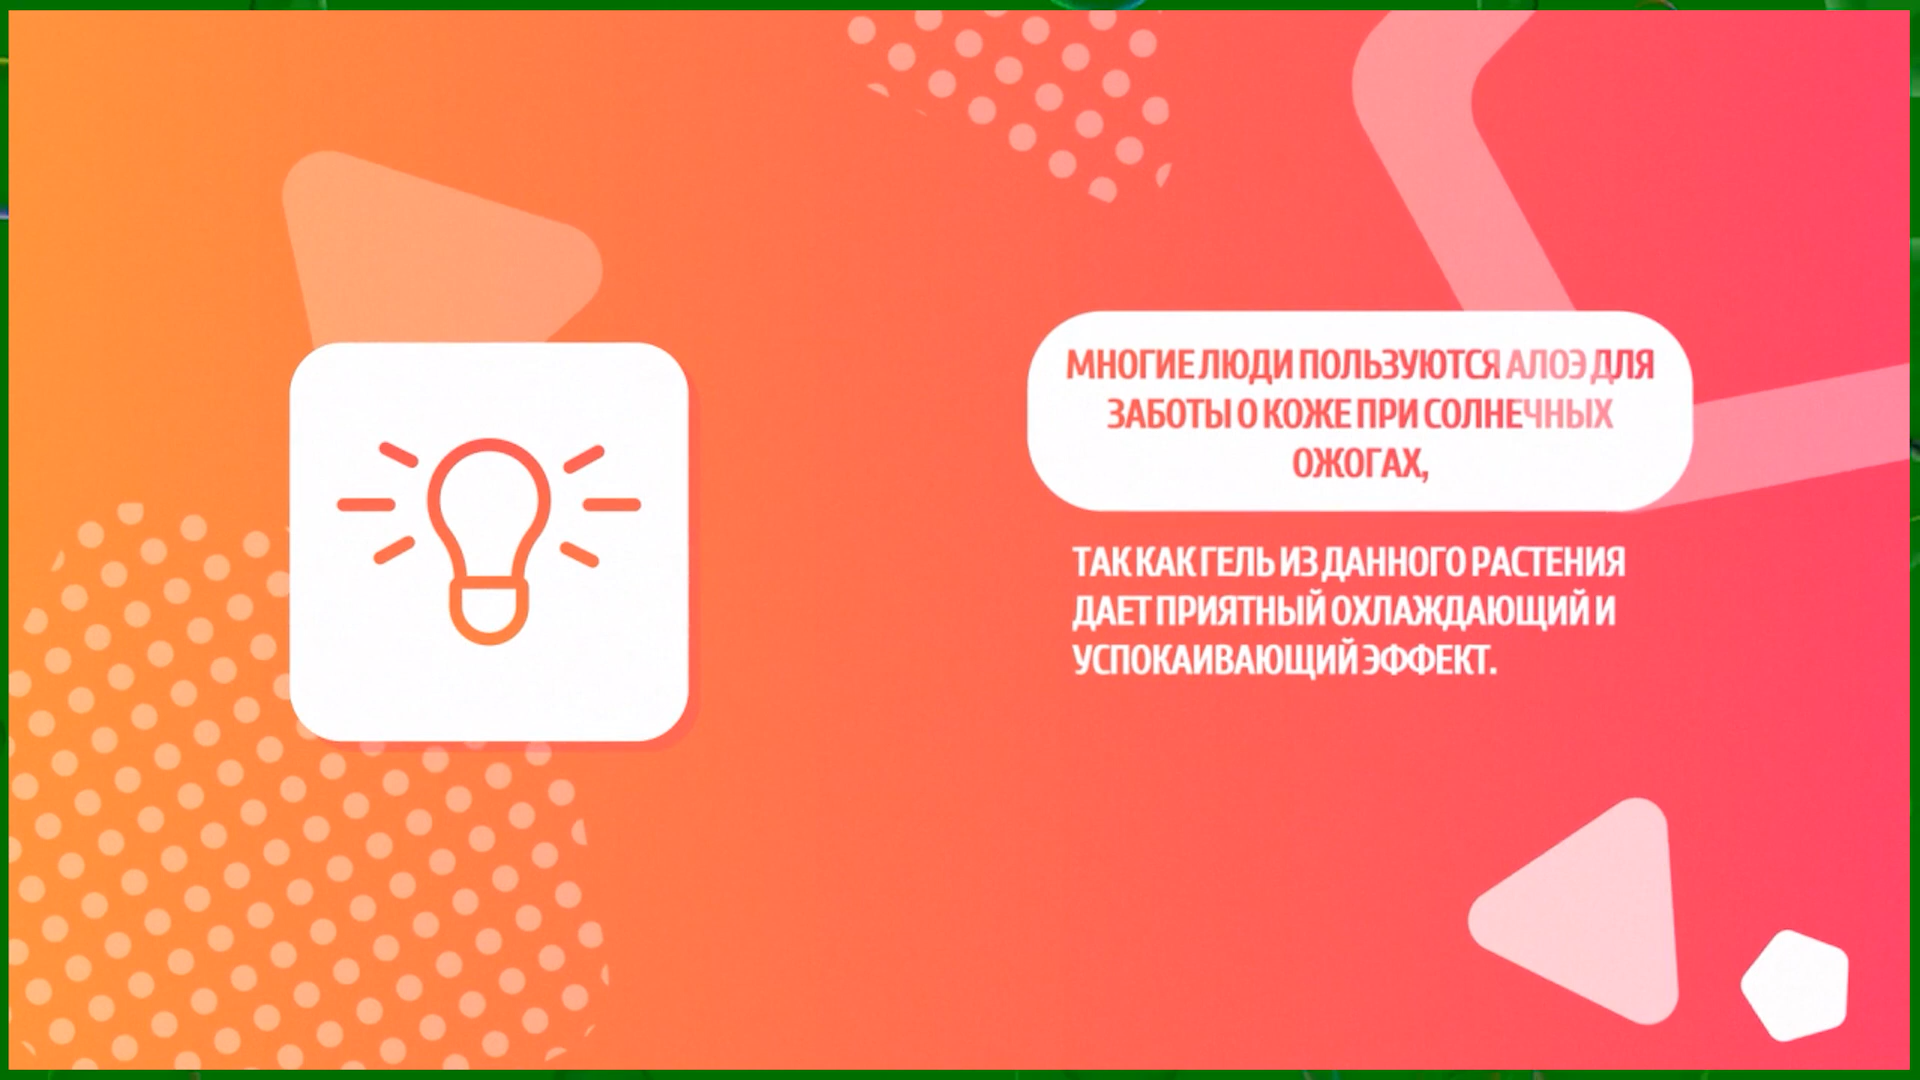 МНОГИЕ ЛЮДИ ПОЛЬЗУЮТСЯ АЛОЭ ДЛЯ
ЗАБОТЫ О КОЖЕ ПРИ СОЛНЕЧНЫХ
ОЖОГАХ,
ТАК КАК ГЕЛЬ ИЗ ДАННОГО РАСТЕНИЯ
ДАЕТ ПРИЯТНЫЙ ОХЛАЖДАЮЩИЙ И
УСПОКАИВАЮЩИЙ ЭФФЕКТ.